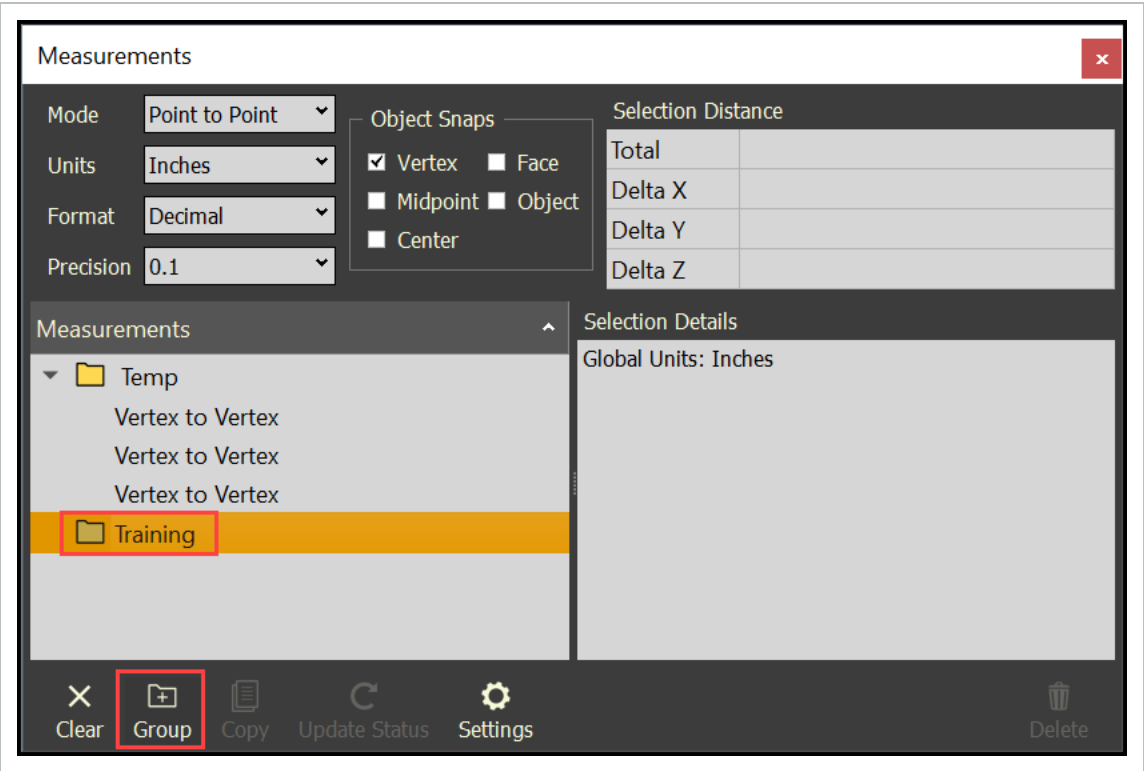 Measurements
x
Mode Point to Point
Units Inches
Format Decimal
Precision 0.1
Object Snaps
Vertex Face
Midpoint Object
Center
Selection Distance
Total
Delta X
Delta Y
Delta Z
Measurements
Temp
Vertex to Vertex
Vertex to Vertex
Vertex to Vertex
Training
Selection Details
Global Units: Inches
Clear Group Copy Update Status Settings Delete